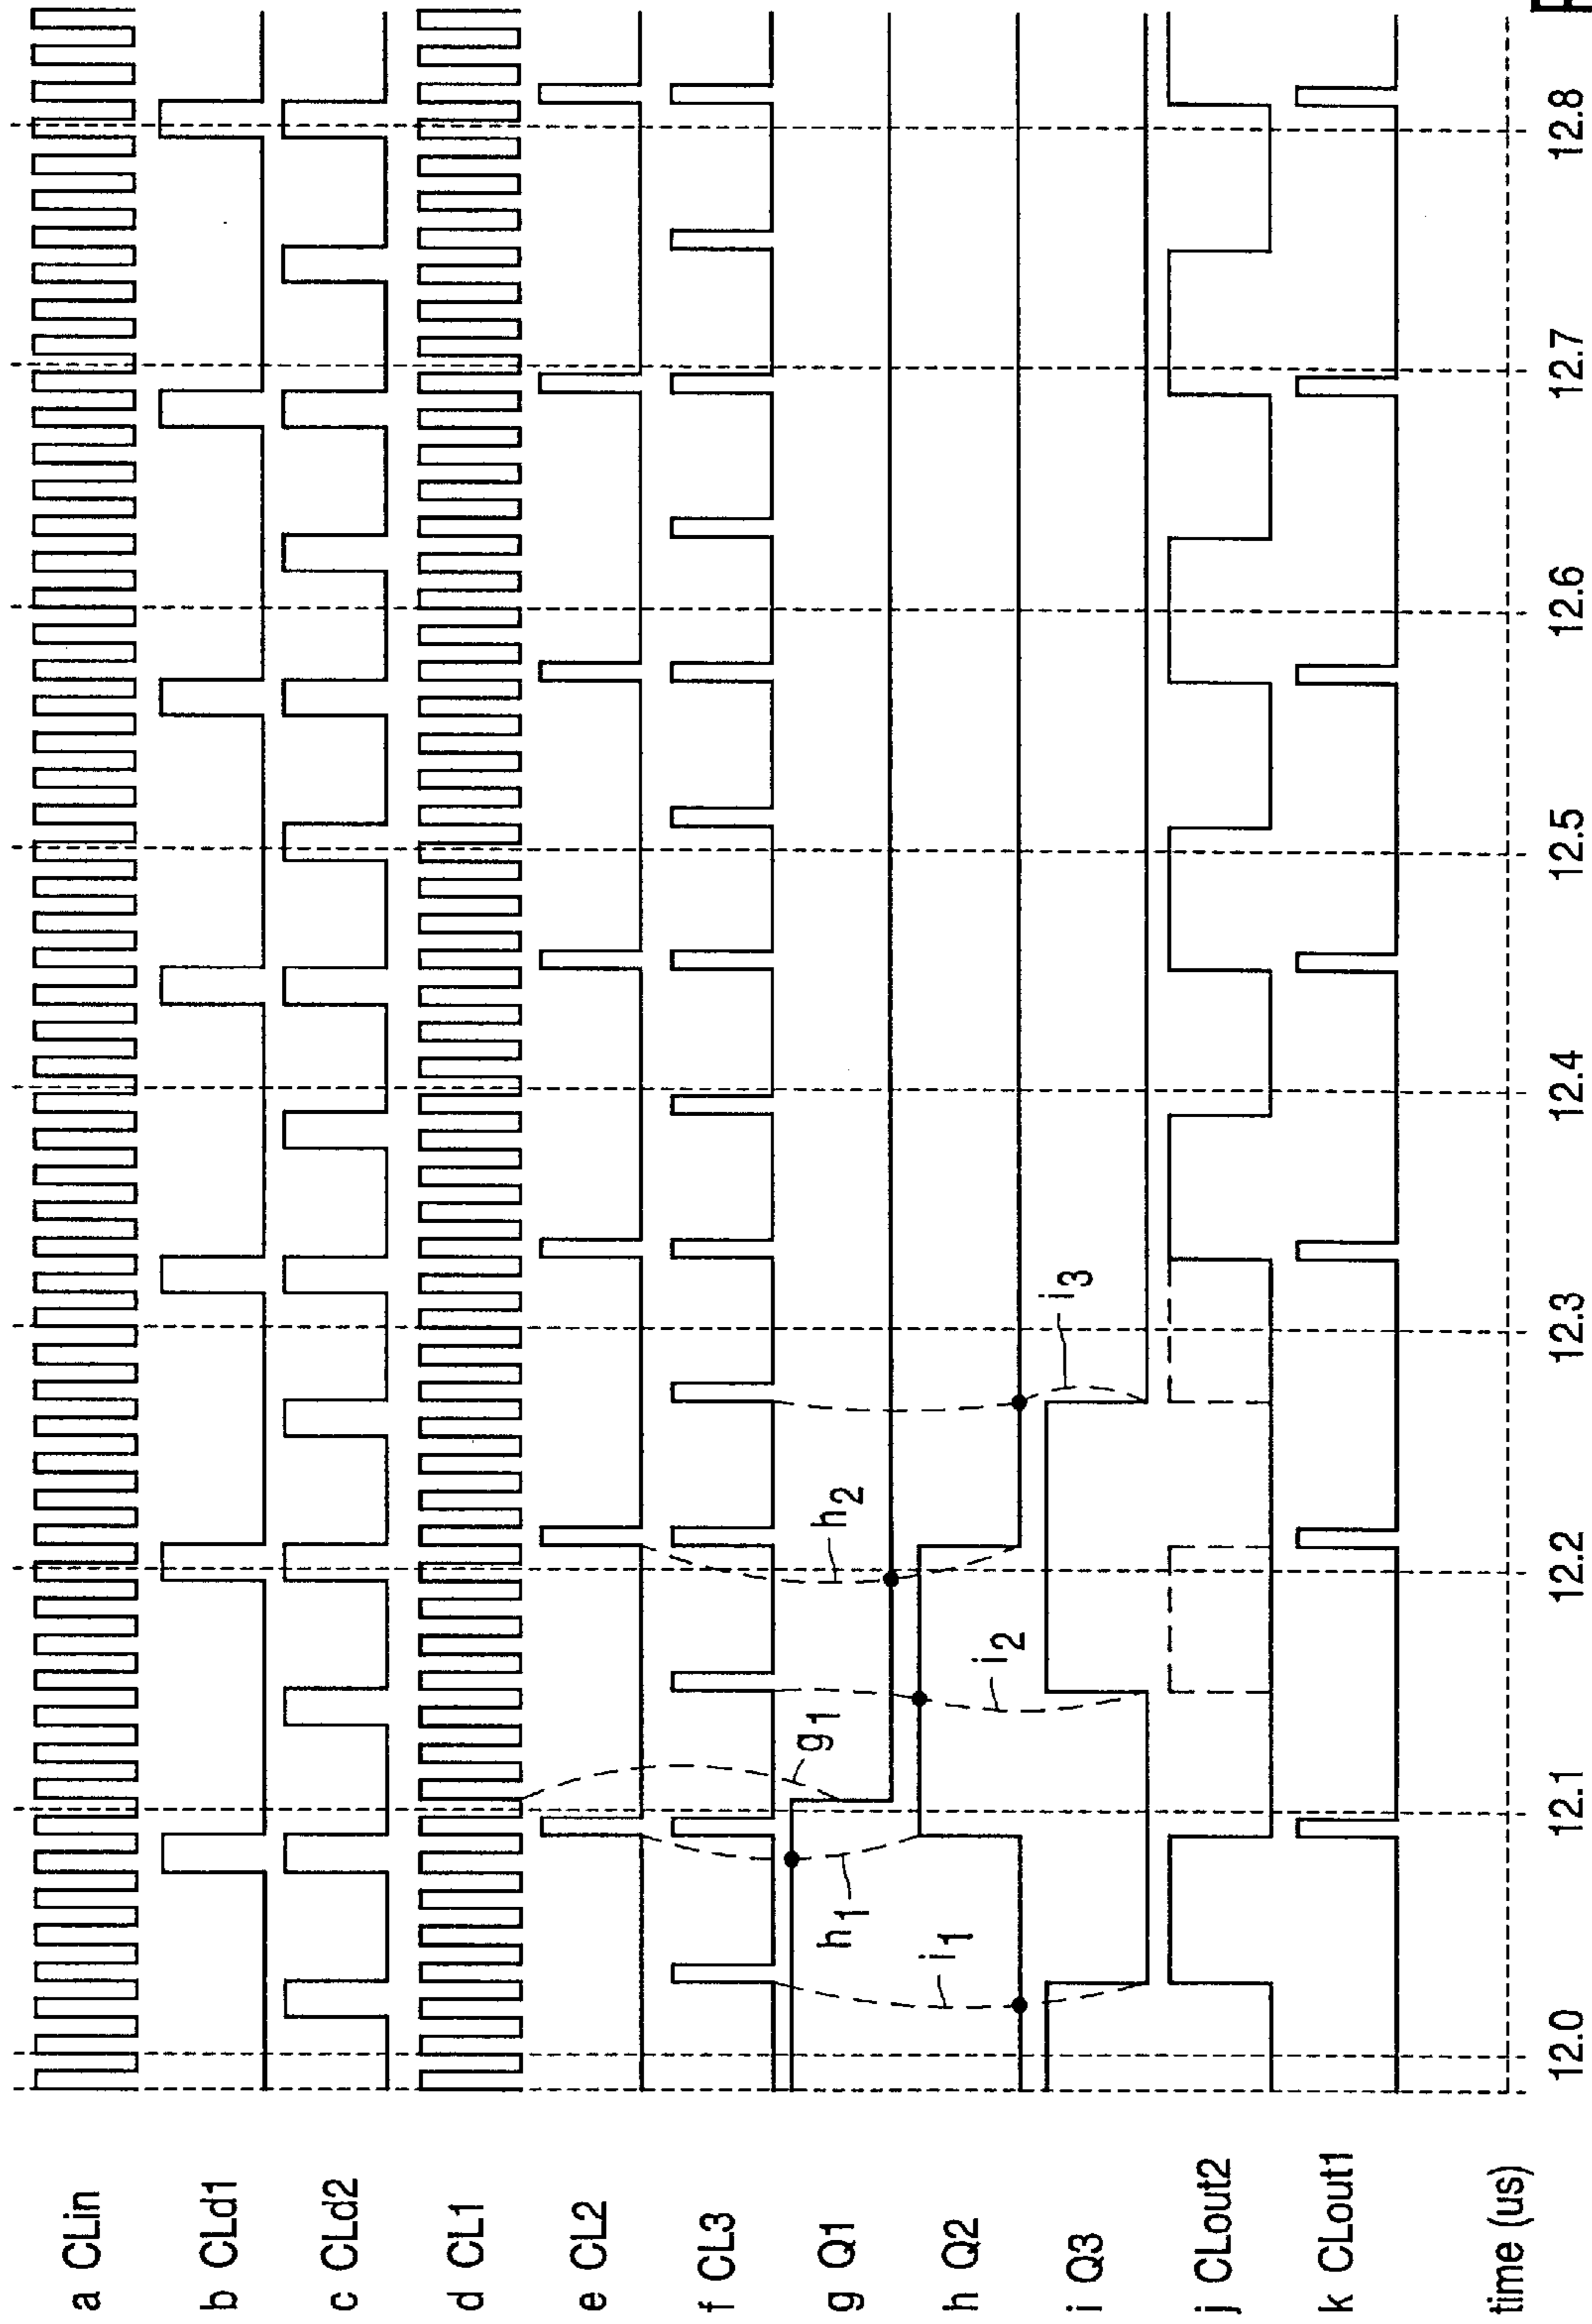 a CLin
b CLd1
c CLd2
d CL1
e CL2
f CL3
g Q1
h Q2
i Q3
j CLout2
k CLout1
time (us)
12.0
12.1
12.2
12.3
12.4
12.5
12.6
12.7
12.8
i1
h1
g1
i2
h2
i3